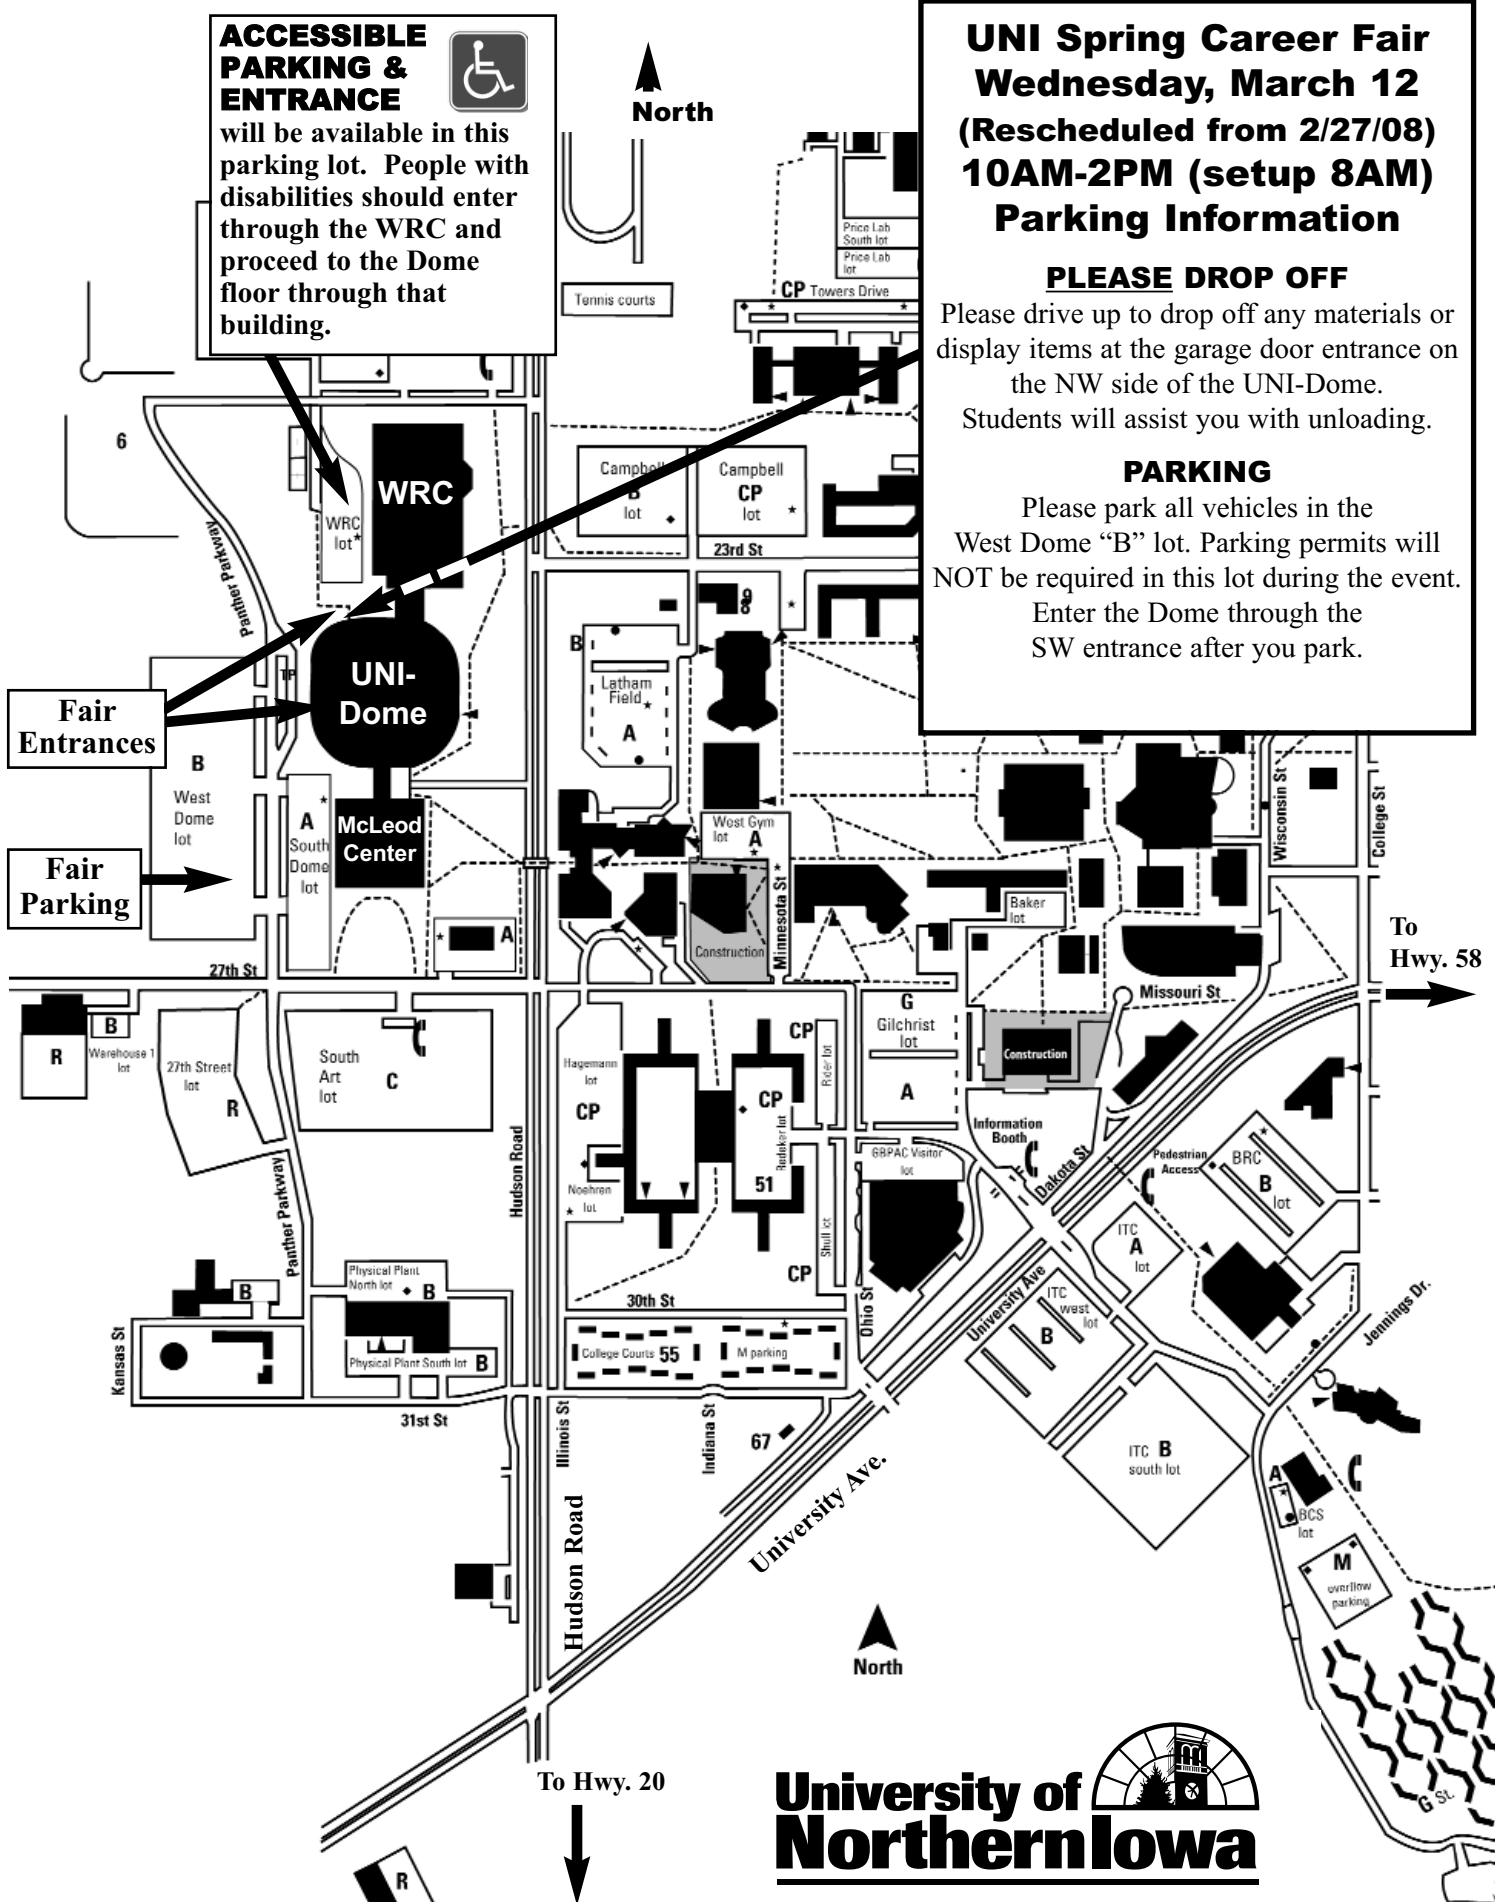 ACCESSIBLE
PARKING &
ENTRANCE
will be available in this
parking lot. People with
disabilities should enter
through the WRC and
proceed to the Dome
floor through that
building.
North
UNI Spring Career Fair
Wednesday, March 12
(Rescheduled from 2/27/08)
10AM-2PM (setup 8AM)
Parking Information
PLEASE DROP OFF
Please drive up to drop off any materials or
display items at the garage door entrance on
the NW side of the UNI-Dome.
Students will assist you with unloading.
PARKING
Please park all vehicles in the
West Dome “B” lot. Parking permits will
NOT be required in this lot during the event.
Enter the Dome through the
SW entrance after you park.
Price Lab
South lot
Price Lab
lot
CP Towers Drive
Tennis courts
6
WRC
WRC
lot
Campbell
B
lot
Campbell
CP
lot
23rd St
Panther Parkway
9
8
B
Latham
Field
A
TP
UNI-
Dome
Fair
Entrances
B
West
Dome
lot
A
South
Dome
lot
McLeod
Center
Fair
Parking
West Gym
lot
A
Minnesota St
Construction
A
27th St
Wisconsin St
College St
Baker
lot
To
Hwy. 58
Missouri St
R
B
Warehouse 1
lot
27th Street
lot
R
South
Art
lot
C
Hagemann
lot
CP
CP
CP
Rider lot
Redeker lot
51
Noehren
lot
Shull lot
CP
G
Gilchrist
lot
A
Construction
Information
Booth
GBPAC Visitor
lot
Dakota St
Pedestrian
Access
BRC
B
lot
ITC
A
lot
Hudson Road
Panther Parkway
B
Physical Plant
North lot
B
Physical Plant South lot
B
Kansas St
31st St
30th St
College Courts 55
M parking
Ohio St
University Ave
ITC
west
lot
B
Jennings Dr.
Illinois St
Indiana St
67
ITC B
south lot
A
BCS
lot
M
overflow
parking
University Ave.
Hudson Road
North
G St.
To Hwy. 20
R
University of
Northern Iowa